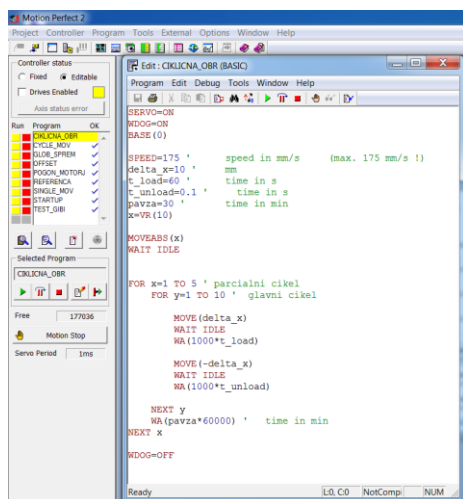 Motion Perfect 2
Project Controller Program Tools External Options Window Help
Controller status
Fixed Editable
Drives Enabled
Axis status error
Run Program OK
CIKLICNA_OBR
CYCLE_MOV
GLOB_SPREM
OFFSET
POGON_MOTORJ
REFERENCA
SINGLE_MOV
STARTUP
TEST_GIBI
Selected Program
CIKLICNA_OBR
Free 177036
Motion Stop
Servo Period 1ms
Edit : CIKLICNA_OBR (BASIC)
Program Edit Debug Tools Window Help
SERVO=ON
WDOG=ON
BASE(0)
SPEED=175 ' speed in mm/s (max. 175 mm/s !)
delta_x=10 ' mm
t_load=60 ' time in s
t_unload=0.1 ' time in s
pavza=30 ' time in min
x=VR(10)
MOVEABS(x)
WAIT IDLE
FOR x=1 TO 5 ' parcialni cikel
FOR y=1 TO 10 ' glavni cikel
MOVE(delta_x)
WAIT IDLE
WA(1000*t_load)
MOVE(-delta_x)
WAIT IDLE
WA(1000*t_unload)
NEXT y
WA(pavza*60000) ' time in min
NEXT x
WDOG=OFF
Ready L:0, C:0 NotCompi NUM